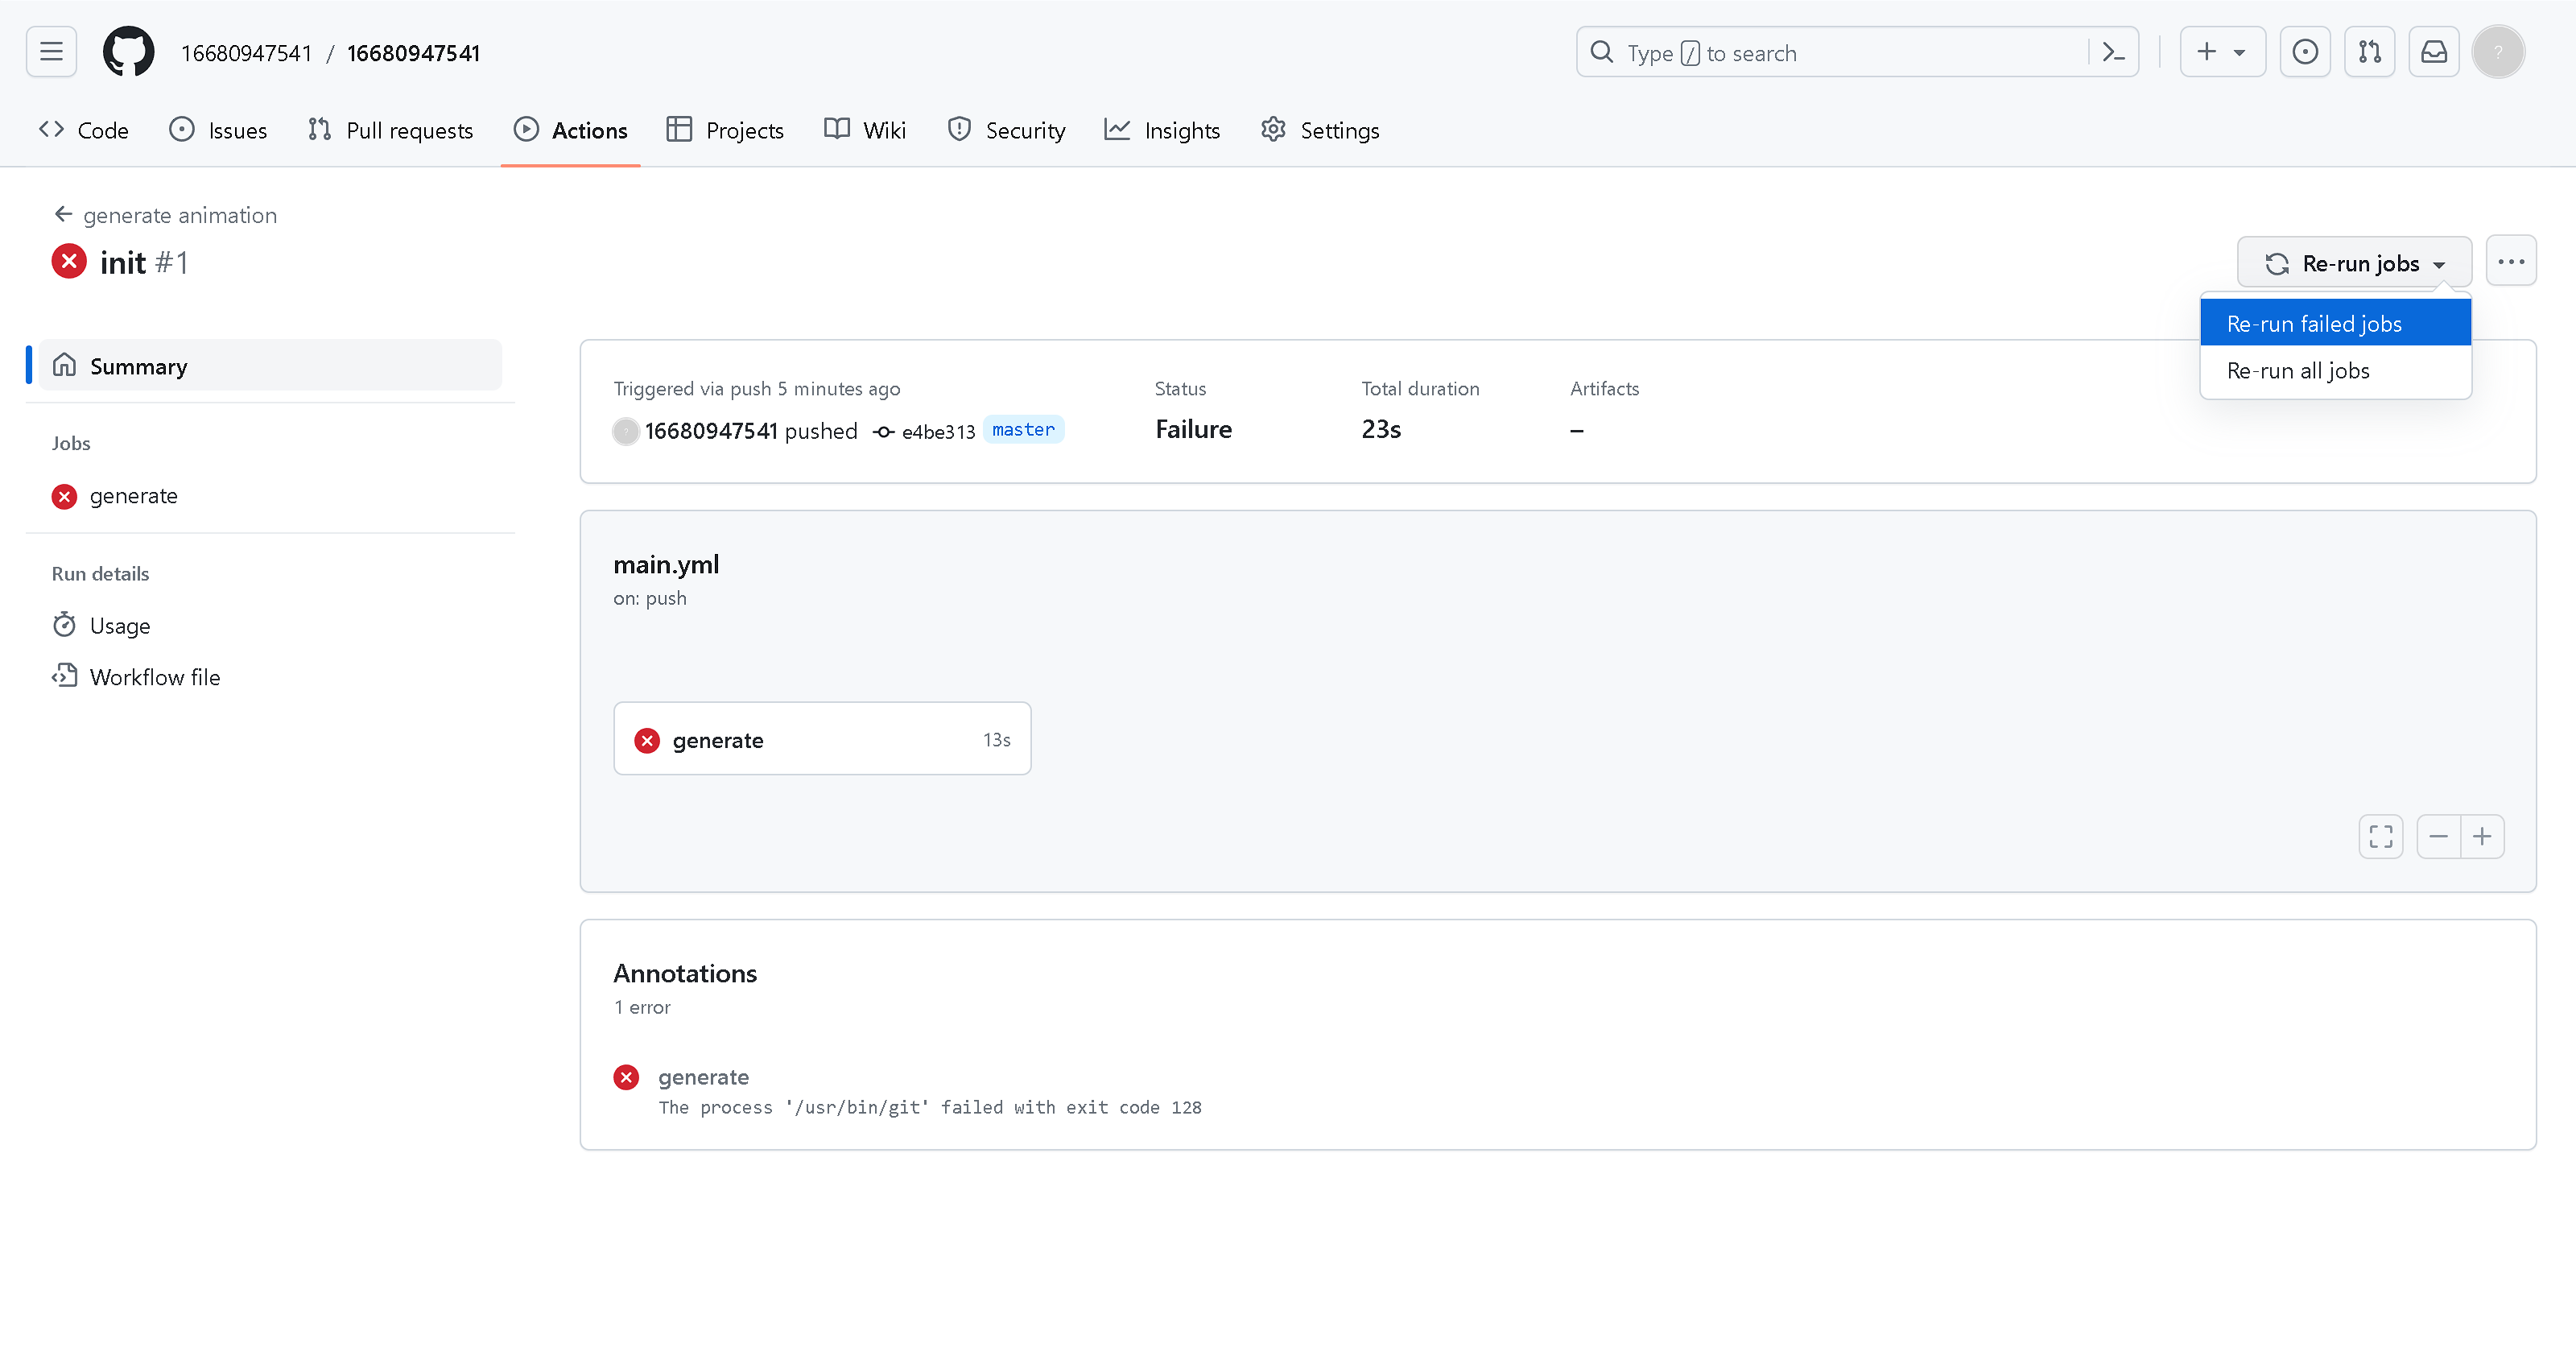 16680947541 / 16680947541
Type / to search
Code Issues Pull requests Actions Projects Wiki Security Insights Settings
generate animation
init #1
Re-run jobs
Re-run failed jobs
Re-run all jobs
Summary
Jobs
generate
Run details
Usage
Workflow file
Triggered via push 5 minutes ago
16680947541 pushed e4be313 master
Status
Failure
Total duration
23s
Artifacts
–
main.yml
on: push
generate 13s
Annotations
1 error
generate
The process '/usr/bin/git' failed with exit code 128